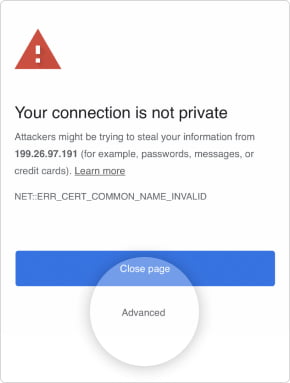 Your connection is not private
Attackers might be trying to steal your information from
199.26.97.191 (for example, passwords, messages, or
credit cards). Learn more
NET::ERR_CERT_COMMON_NAME_INVALID
Close page
Advanced